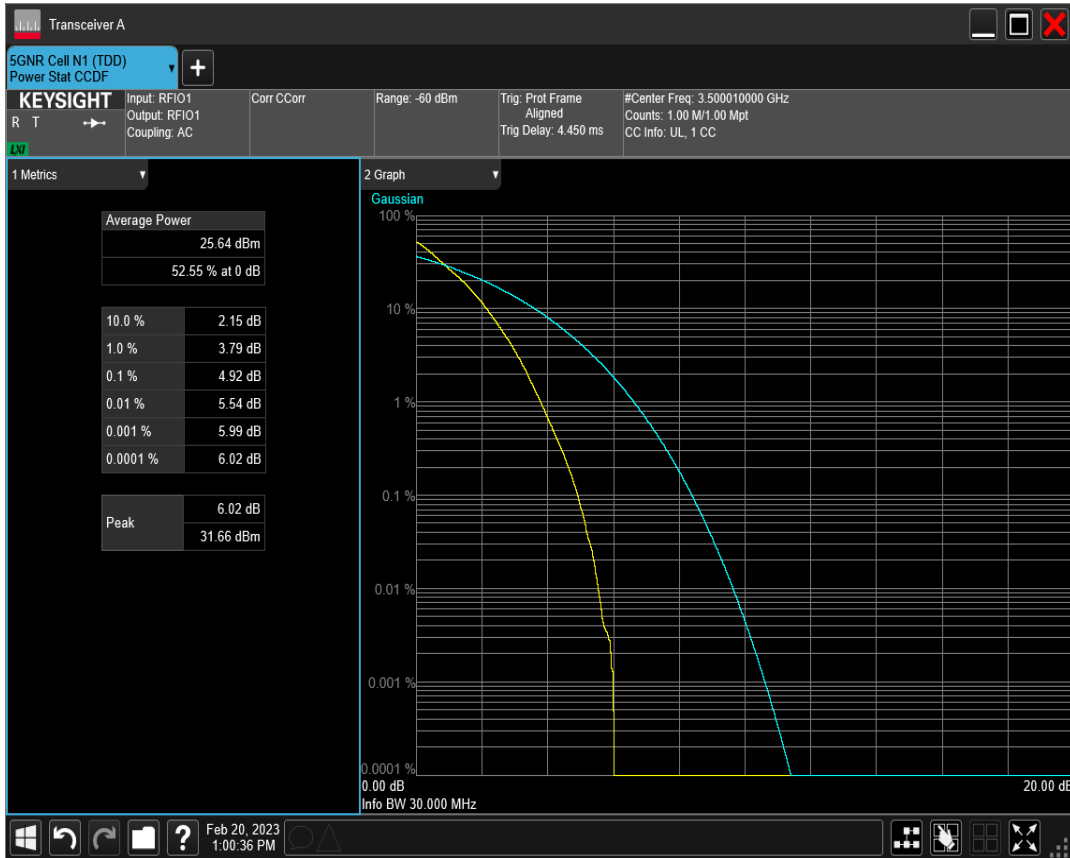 Transceiver A
5GNR Cell N1 (TDD)
Power Stat CCDF
+
KEYSIGHT
R T
LXI
Input: RFIO1
Output: RFIO1
Coupling: AC
Corr CCorr
Range: -60 dBm
Trig: Prot Frame
Aligned
Trig Delay: 4.450 ms
#Center Freq: 3.500010000 GHz
Counts: 1.00 M/1.00 Mpt
CC Info: UL, 1 CC
1 Metrics
Average Power
25.64 dBm
52.55 % at 0 dB
10.0 % 2.15 dB
1.0 % 3.79 dB
0.1 % 4.92 dB
0.01 % 5.54 dB
0.001 % 5.99 dB
0.0001 % 6.02 dB
Peak
6.02 dB
31.66 dBm
2 Graph
Gaussian
100 %
10 %
1 %
0.1 %
0.01 %
0.001 %
0.0001 %
0.00 dB 20.00 dB
Info BW 30.000 MHz
?
Feb 20, 2023
1:00:36 PM